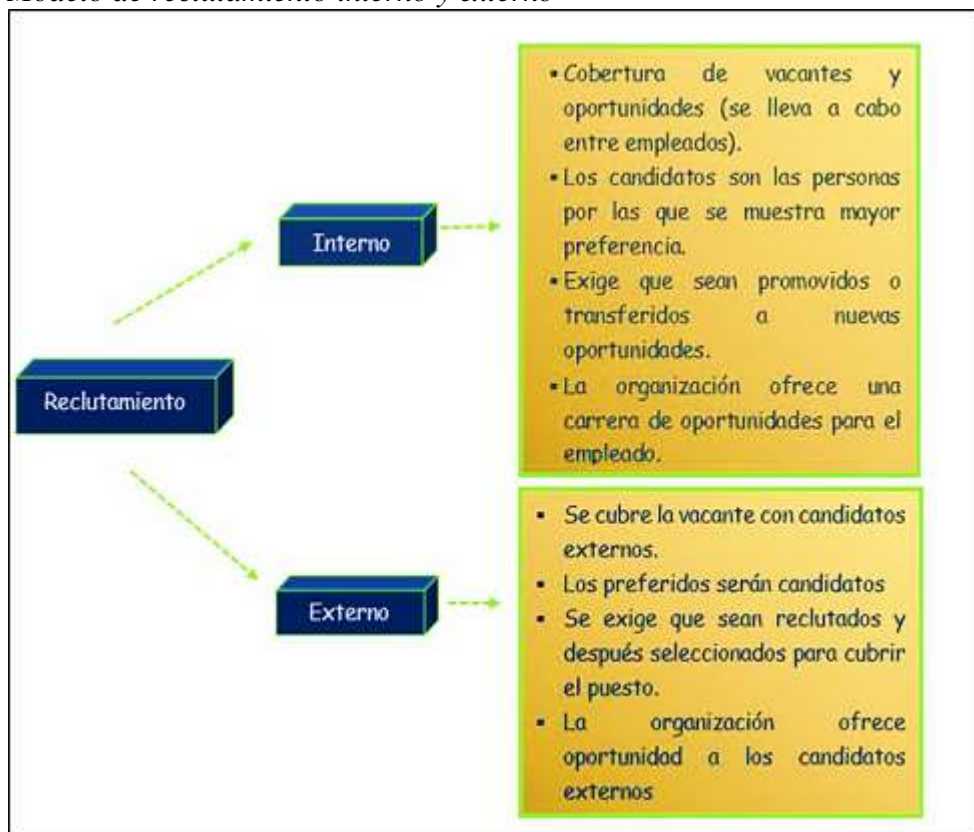 Modelo de reclutamiento interno y externo
▪ Cobertura de vacantes y
oportunidades (se lleva a cabo
entre empleados).
▪ Los candidatos son las personas
por las que se muestra mayor
preferencia.
▪ Exige que sean promovidos o
transferidos a nuevas
oportunidades.
▪ La organización ofrece una
carrera de oportunidades para el
empleado.
Interno
Reclutamiento
Externo
▪ Se cubre la vacante con candidatos
externos.
▪ Los preferidos serán candidatos
▪ Se exige que sean reclutados y
después seleccionados para cubrir
el puesto.
▪ La organización ofrece
oportunidad a los candidatos
externos